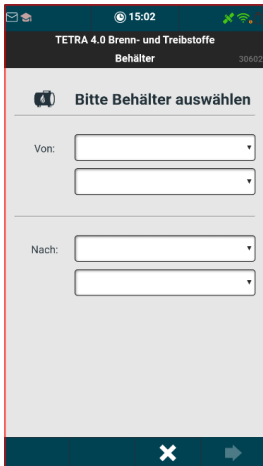 15:02
TETRA 4.0 Brenn- und Treibstoffe
Behälter
30602
Bitte Behälter auswählen
Von:
Nach: